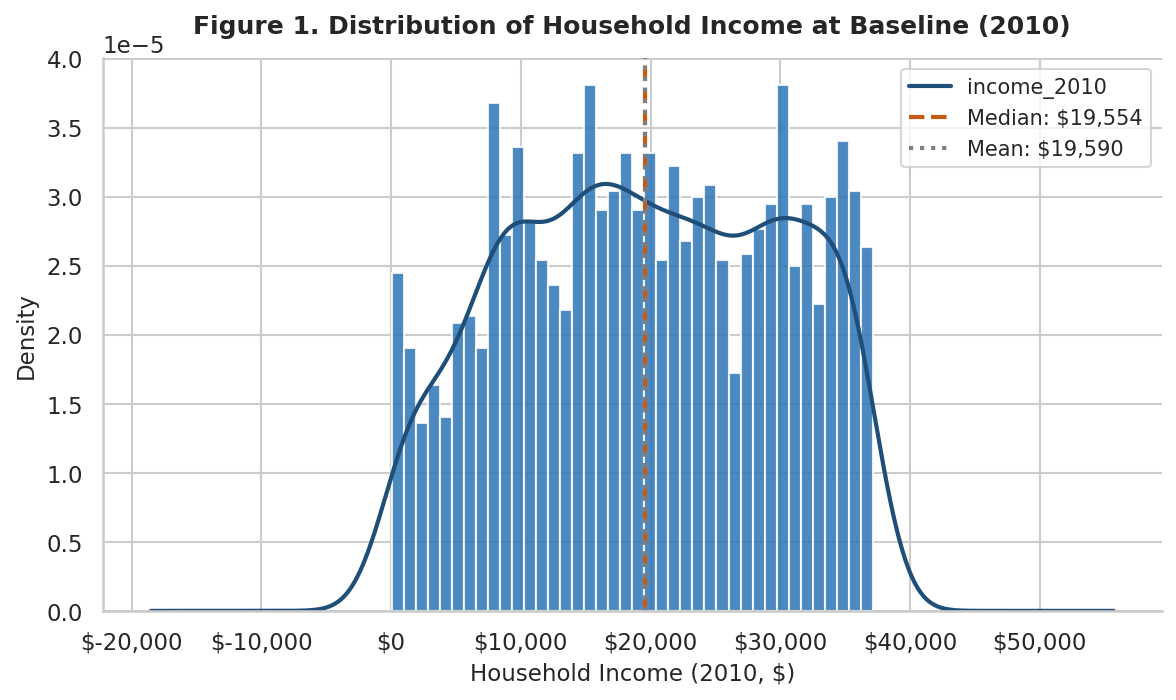 Figure 1. Distribution of Household Income at Baseline (2010)
1e−5
4.0
3.5
3.0
2.5
2.0
1.5
1.0
0.5
0.0
Density
income_2010
Median: $19,554
Mean: $19,590
$-20,000 $-10,000 $0 $10,000 $20,000 $30,000 $40,000 $50,000
Household Income (2010, $)